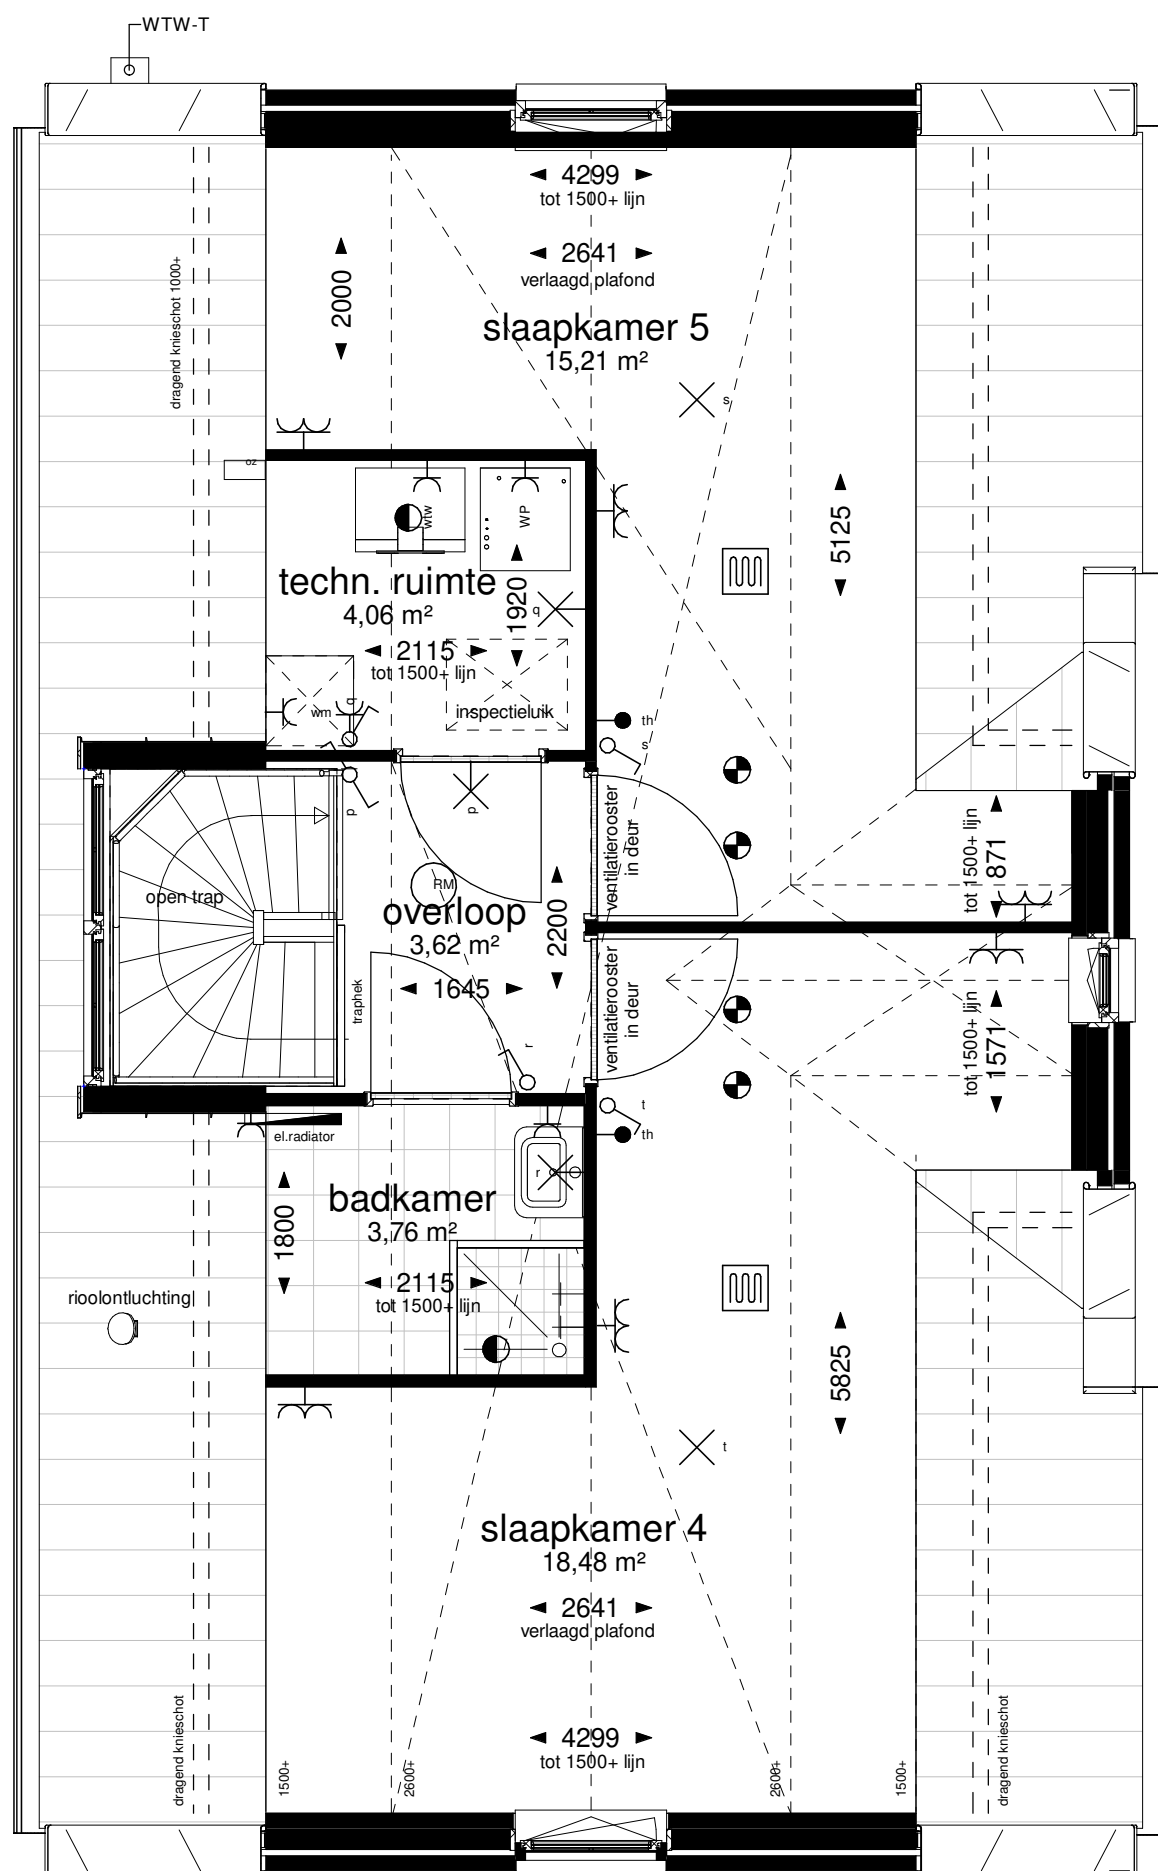 WTW-T
4299
tot 1500+ lijn
2641
verlaagd plafond
dragend knieschot 1000+
2000
slaapkamer 5
15,21 m²
s
oz
wtw
WP
5125
techn. ruimte
4,06 m²
1920
q
2115
tot 1500+ lijn
wm
q
inspectieluik
th
s
p
p
ventilatierooster
in deur
tot 1500+ lijn
871
open trap
RM
overloop
3,62 m²
2200
1645
traphek
r
ventilatierooster
in deur
tot 1500+ lijn
1571
t
th
el.radiator
r
badkamer
3,76 m²
1800
2115
tot 1500+ lijn
rioolontluchting
5825
t
slaapkamer 4
18,48 m²
2641
verlaagd plafond
4299
tot 1500+ lijn
dragend knieschot
1500+
2600+
2600+
1500+
dragend knieschot